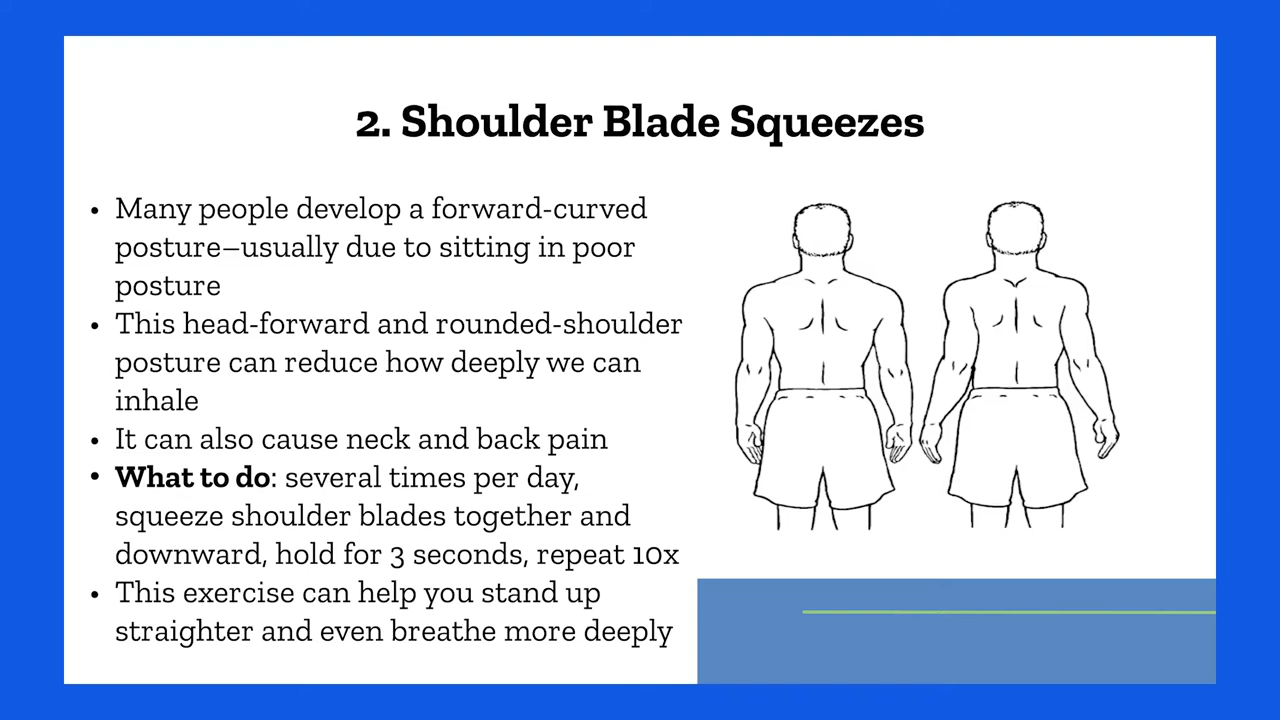 2. Shoulder Blade Squeezes
• Many people develop a forward-curved
posture–usually due to sitting in poor
posture
• This head-forward and rounded-shoulder
posture can reduce how deeply we can
inhale
• It can also cause neck and back pain
• What to do: several times per day,
squeeze shoulder blades together and
downward, hold for 3 seconds, repeat 10x
• This exercise can help you stand up
straighter and even breathe more deeply